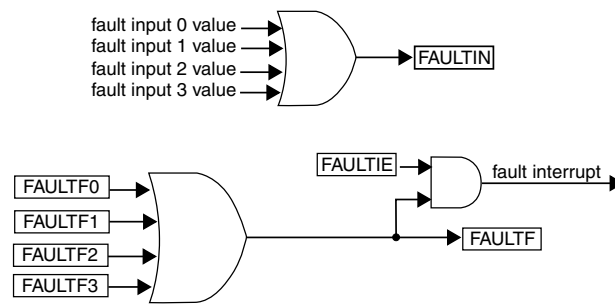 fault input 0 value
fault input 1 value
fault input 2 value
fault input 3 value
FAULTIN
FAULTIE
fault interrupt
FAULTF0
FAULTF1
FAULTF2
FAULTF3
FAULTF